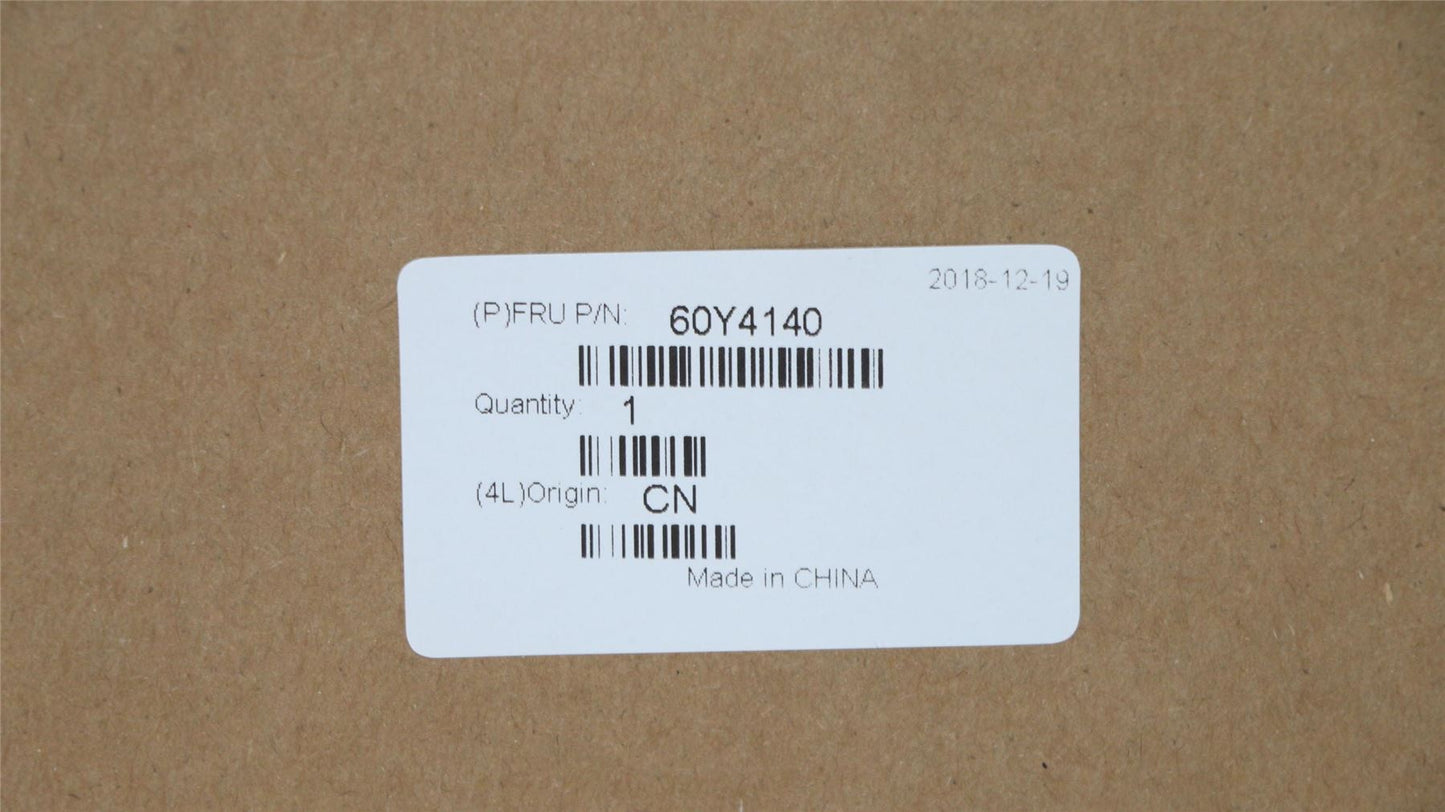 2018-12-19
(P)FRU P/N: 60Y4140
Quantity: 1
(4L)Origin: CN
Made in CHINA